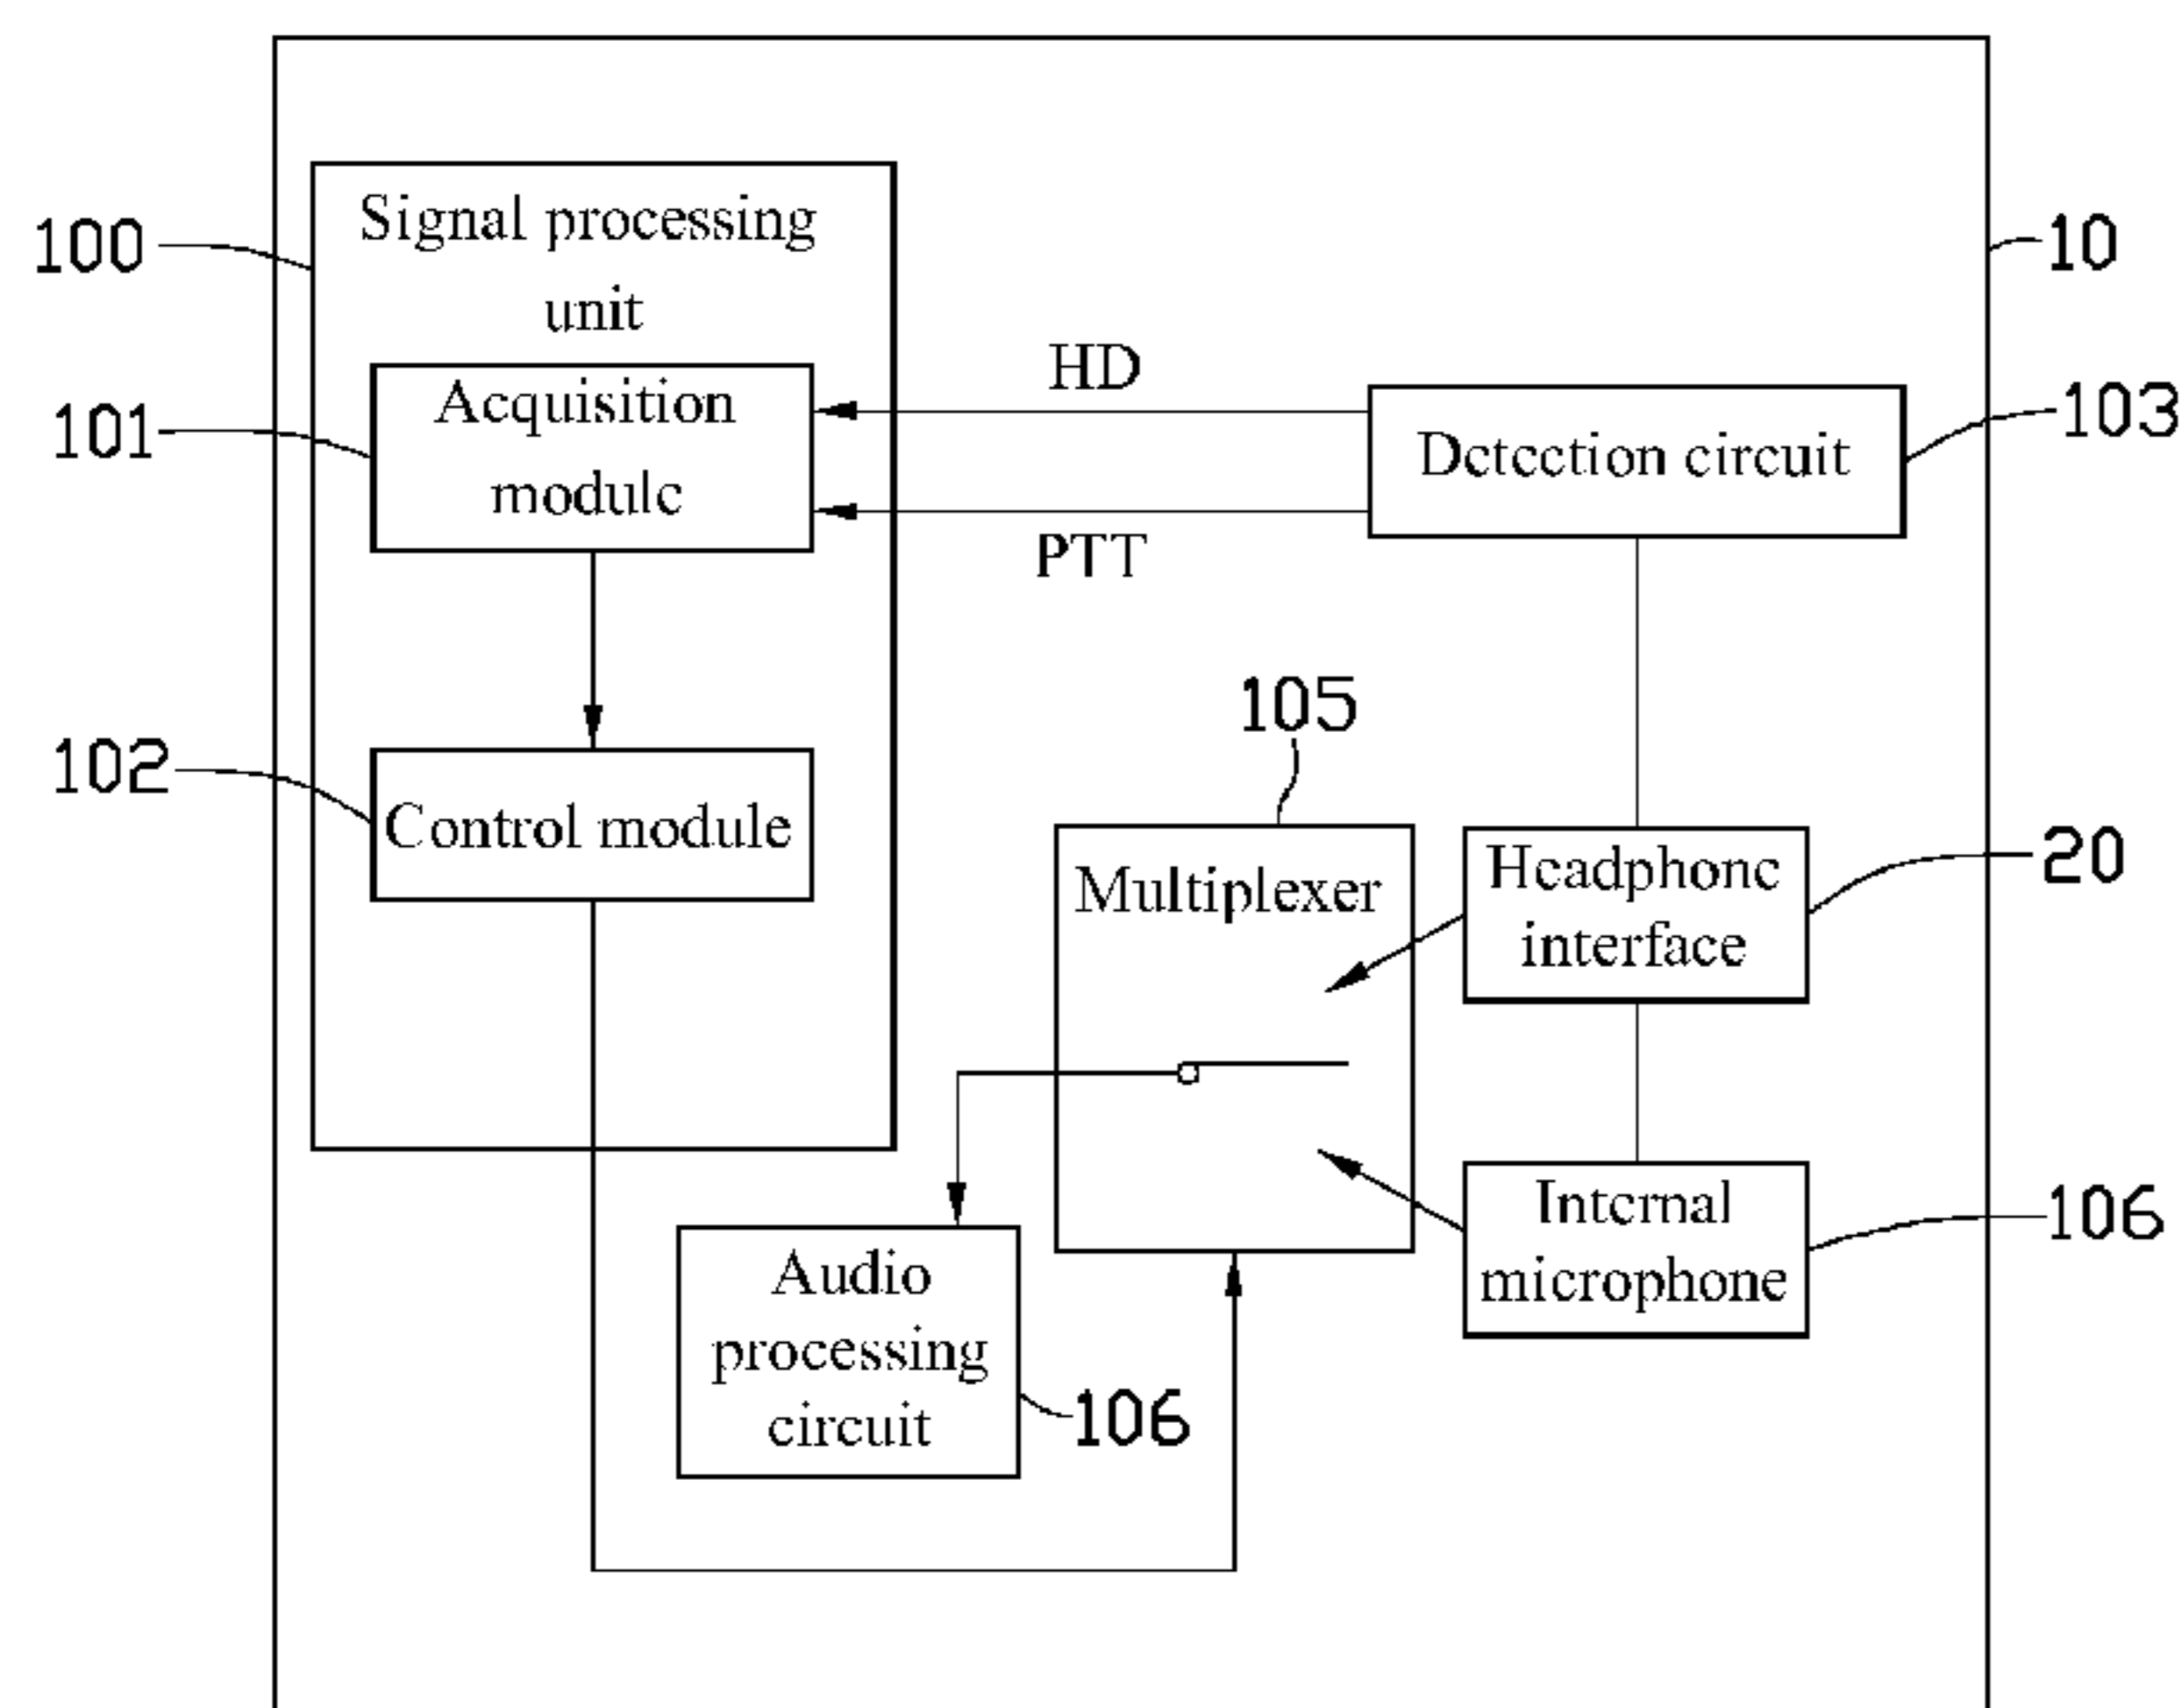 100
Signal processing
unit
10
HD
101
Acquisition
module
Detection circuit
103
PTT
105
102
Control module
Multiplexer
Headphone
interface
20
Internal
microphone
106
Audio
processing
circuit
106